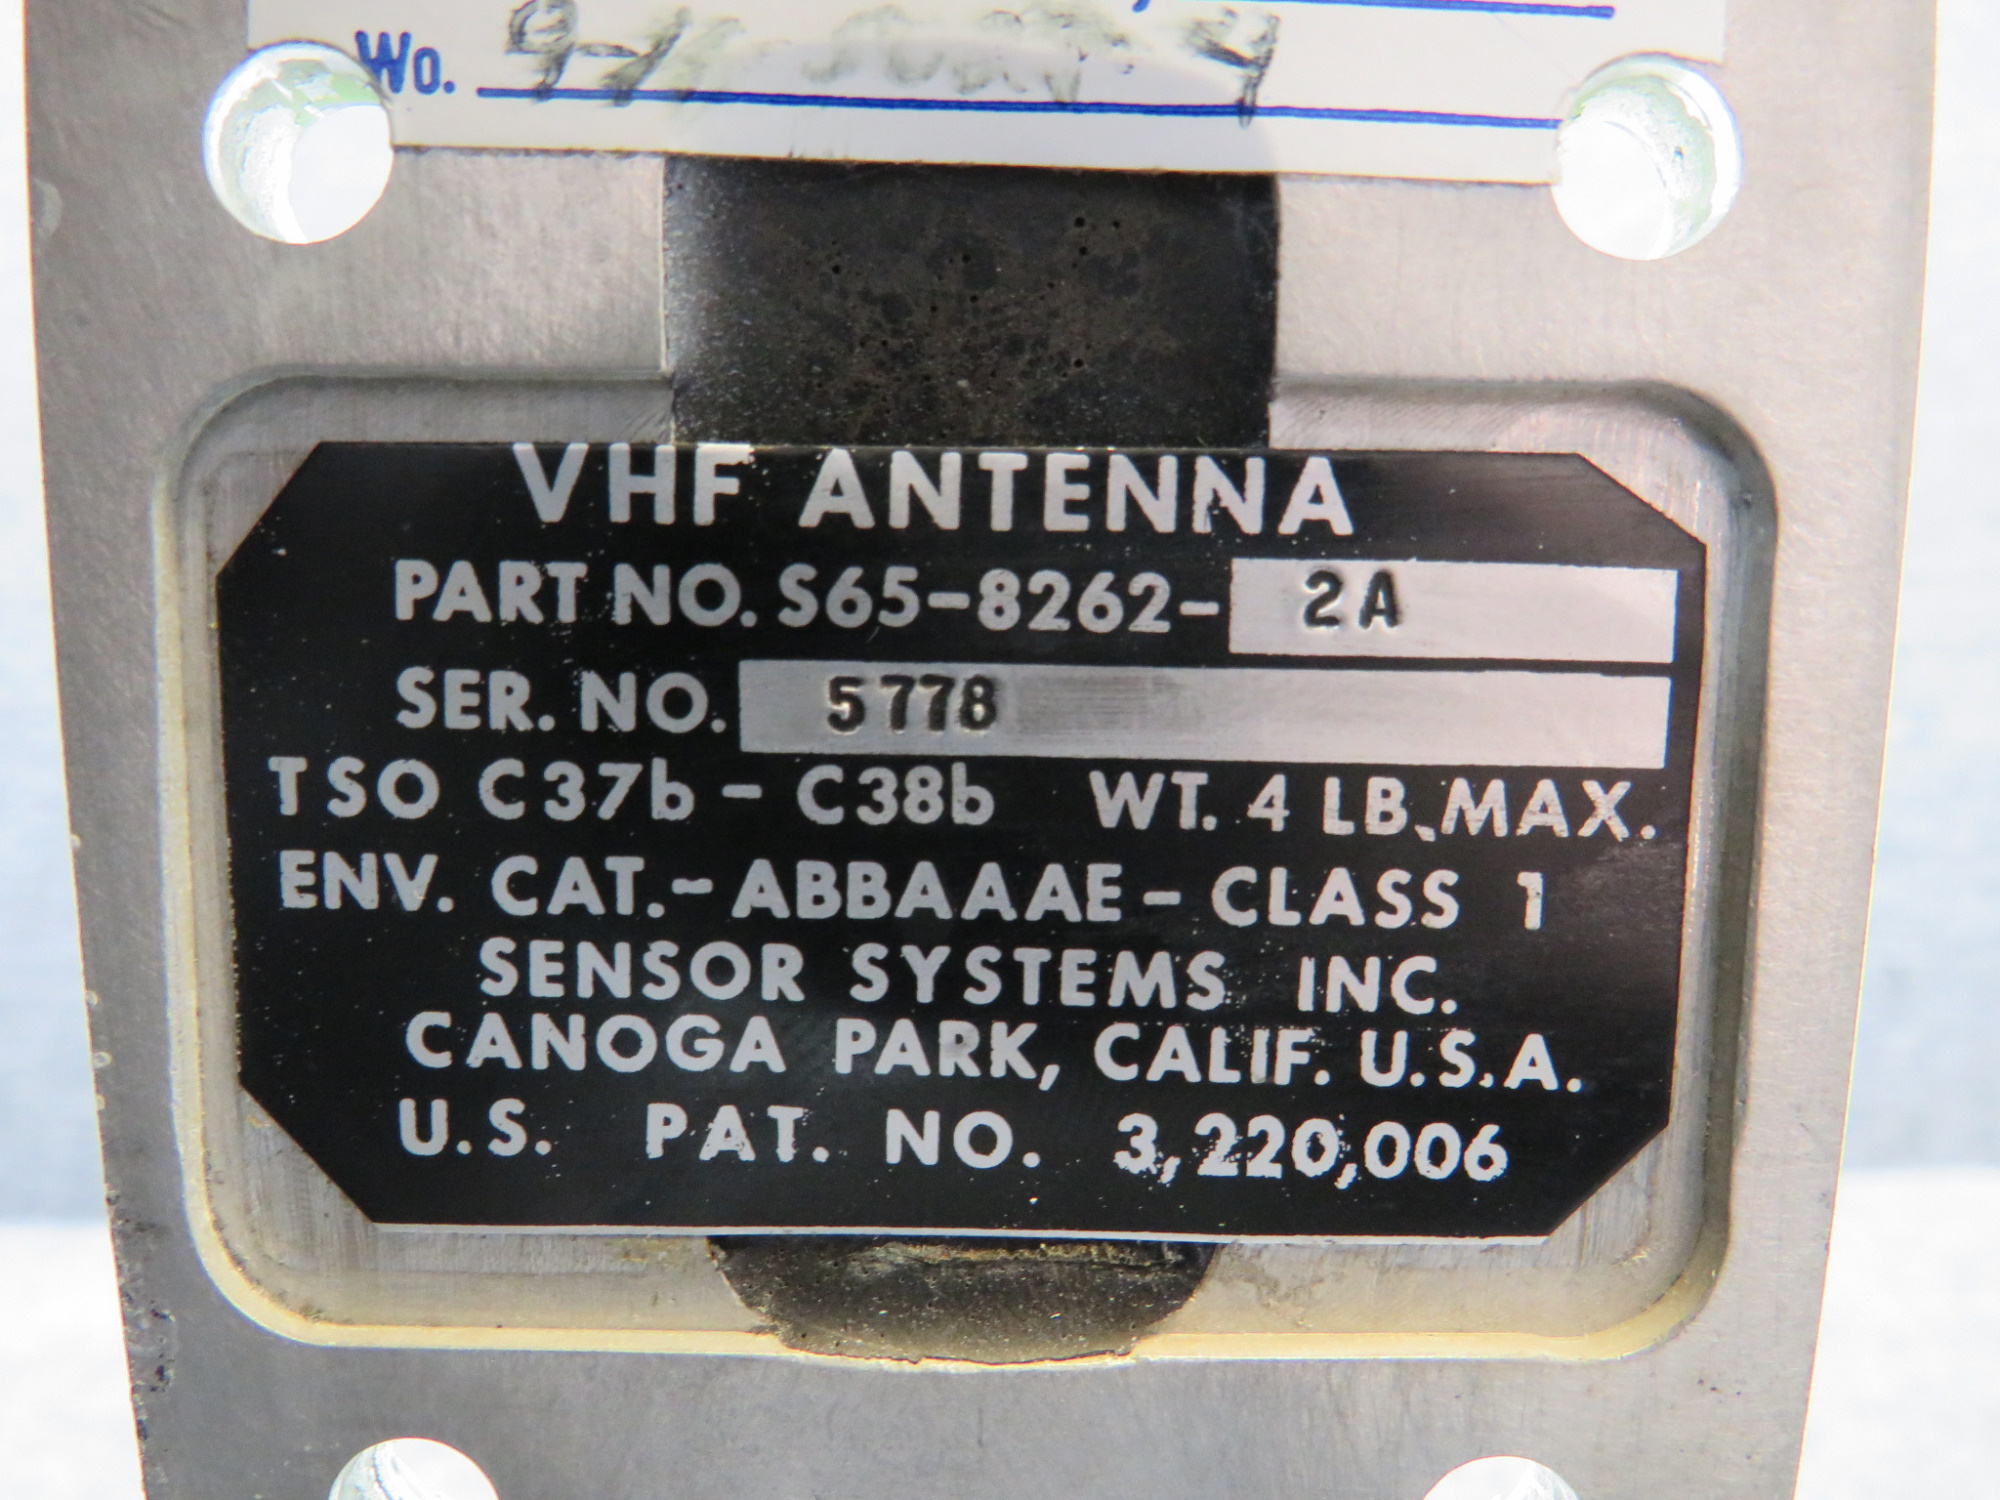 Wo.
VHF ANTENNA
PART NO. S65-8262- 2A
SER. NO. 5778
TSO C37b - C38b WT. 4 LB. MAX.
ENV. CAT.- ABBAAAE - CLASS 1
SENSOR SYSTEMS INC.
CANOGA PARK, CALIF. U.S.A.
U.S. PAT. NO. 3,220,006